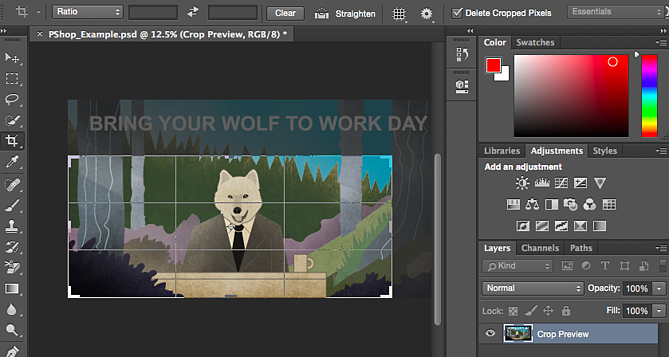 Ratio Clear Straighten Delete Cropped Pixels Essentials
PShop_Example.psd @ 12.5% (Crop Preview, RGB/8) *
BRING YOUR WOLF TO WORK DAY
Color Swatches
Libraries Adjustments Styles
Add an adjustment
Layers Channels Paths
Kind
Normal Opacity: 100%
Lock: Fill: 100%
Crop Preview